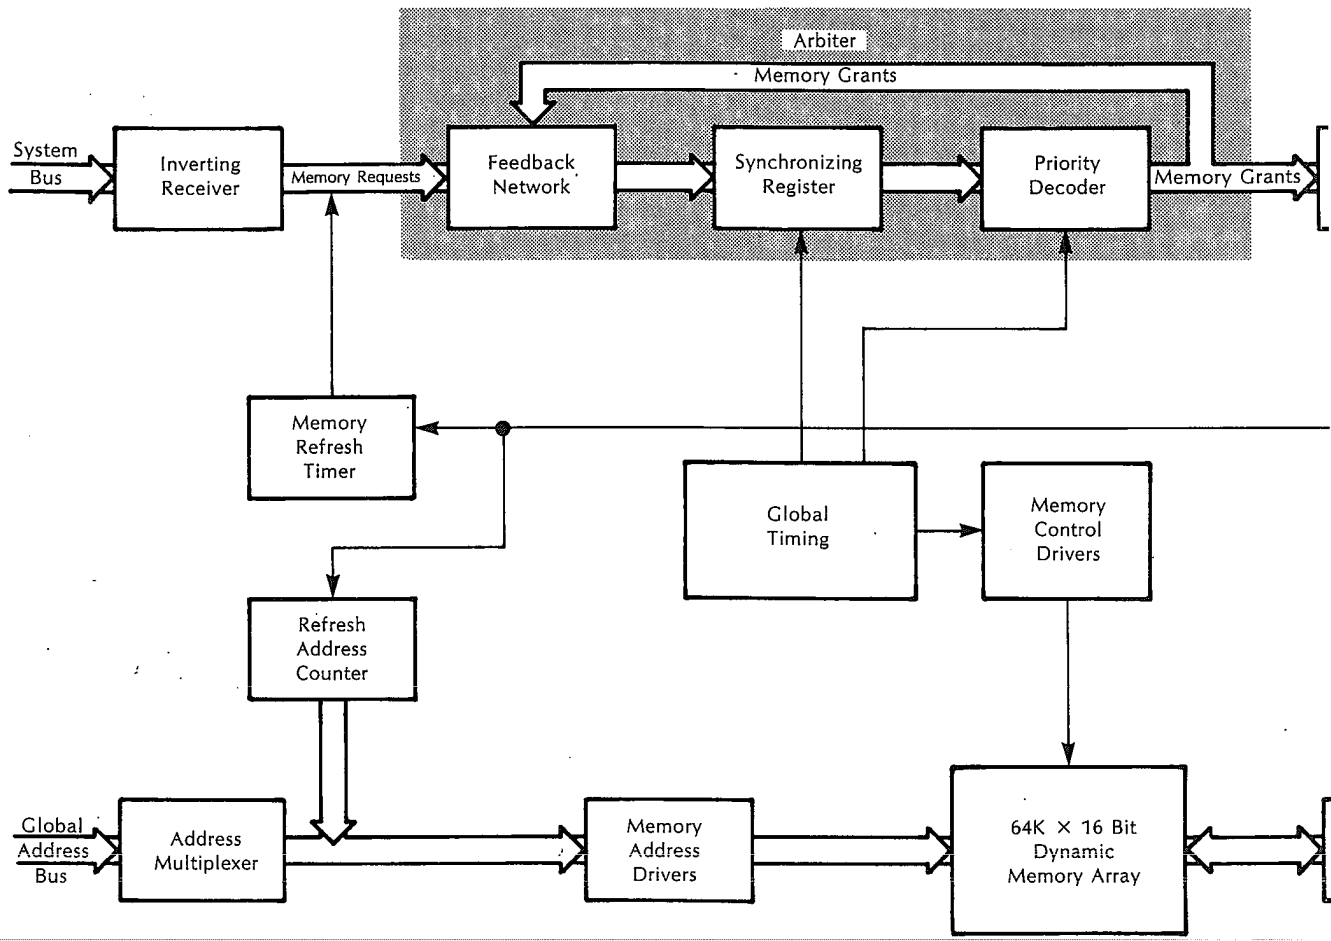 Arbiter
Memory Grants
System
Bus
Inverting
Receiver
Memory Requests
Feedback
Network
Synchronizing
Register
Priority
Decoder
Memory Grants
Memory
Refresh
Timer
Global
Timing
Memory
Control
Drivers
Refresh
Address
Counter
Global
Address
Bus
Address
Multiplexer
Memory
Address
Drivers
64K × 16 Bit
Dynamic
Memory Array